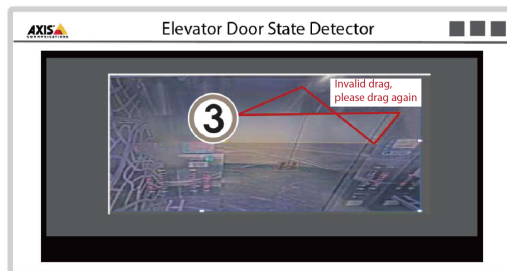 AXIS
COMMUNICATIONS
Elevator Door State Detector
Invalid drag,
please drag again
3